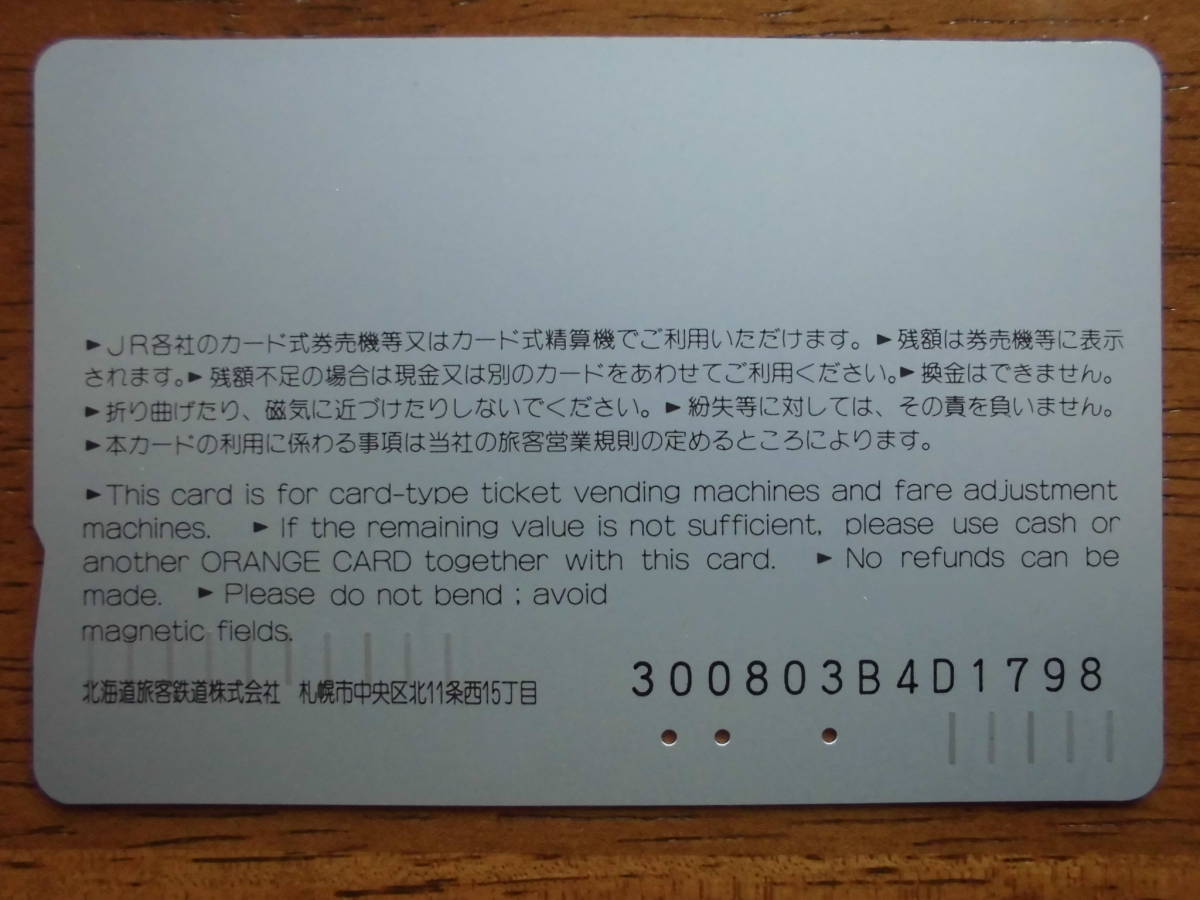 ►JR各社のカード式券売機等又はカード式精算機でご利用いただけます。►残額は券売機等に表示
されます。►残額不足の場合は現金又は別のカードをあわせてご利用ください。►換金はできません。
►折り曲げたり、磁気に近づけたりしないでください。►紛失等に対しては、その責を負いません。
►本カードの利用に係わる事項は当社の旅客営業規則の定めるところによります。
►This card is for card-type ticket vending machines and fare adjustment
machines. ►If the remaining value is not sufficient, please use cash or
another ORANGE CARD together with this card. ►No refunds can be
made. ►Please do not bend; avoid
magnetic fields.
北海道旅客鉄道株式会社 札幌市中央区北11条西15丁目
300803B4D1798